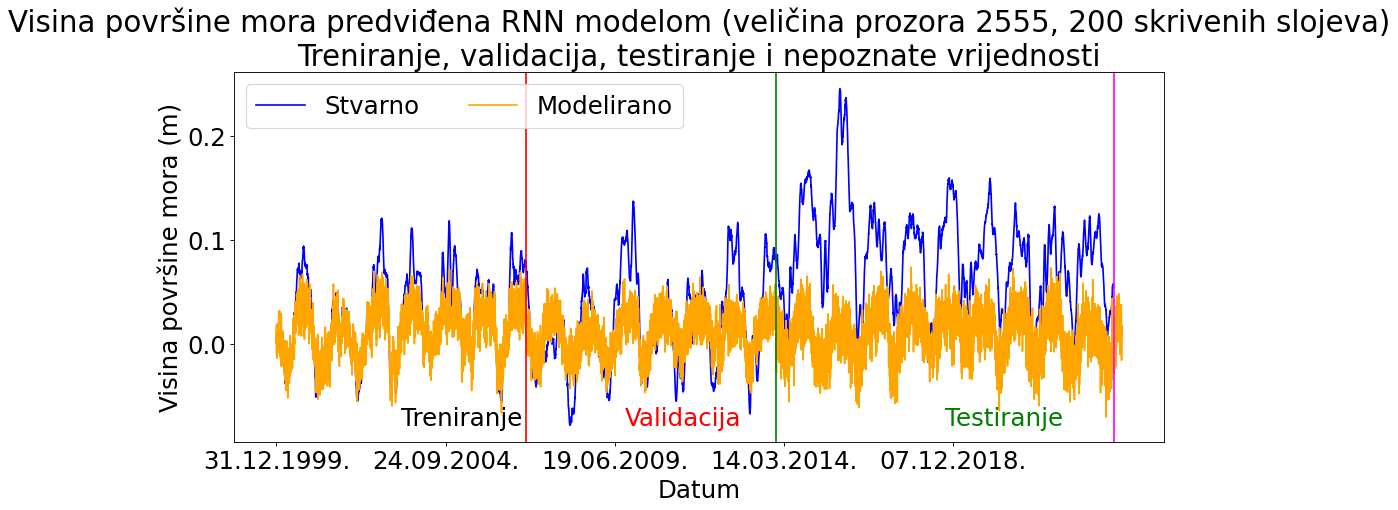 Visina površine mora predviđena RNN modelom (veličina prozora 2555, 200 skrivenih slojeva)
Treniranje, validacija, testiranje i nepoznate vrijednosti
Stvarno Modelirano
Visina površine mora (m)
0.2
0.1
0.0
Treniranje Validacija Testiranje
31.12.1999. 24.09.2004. 19.06.2009. 14.03.2014. 07.12.2018.
Datum